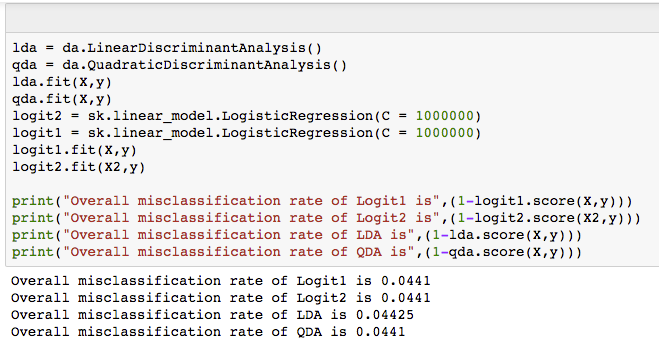 lda = da.LinearDiscriminantAnalysis()
qda = da.QuadraticDiscriminantAnalysis()
lda.fit(X,y)
qda.fit(X,y)
logit2 = sk.linear_model.LogisticRegression(C = 1000000)
logit1 = sk.linear_model.LogisticRegression(C = 1000000)
logit1.fit(X,y)
logit2.fit(X2,y)
print("Overall misclassification rate of Logit1 is",(1-logit1.score(X,y)))
print("Overall misclassification rate of Logit2 is",(1-logit2.score(X2,y)))
print("Overall misclassification rate of LDA is",(1-lda.score(X,y)))
print("Overall misclassification rate of QDA is",(1-qda.score(X,y)))
Overall misclassification rate of Logit1 is 0.0441
Overall misclassification rate of Logit2 is 0.0441
Overall misclassification rate of LDA is 0.04425
Overall misclassification rate of QDA is 0.0441